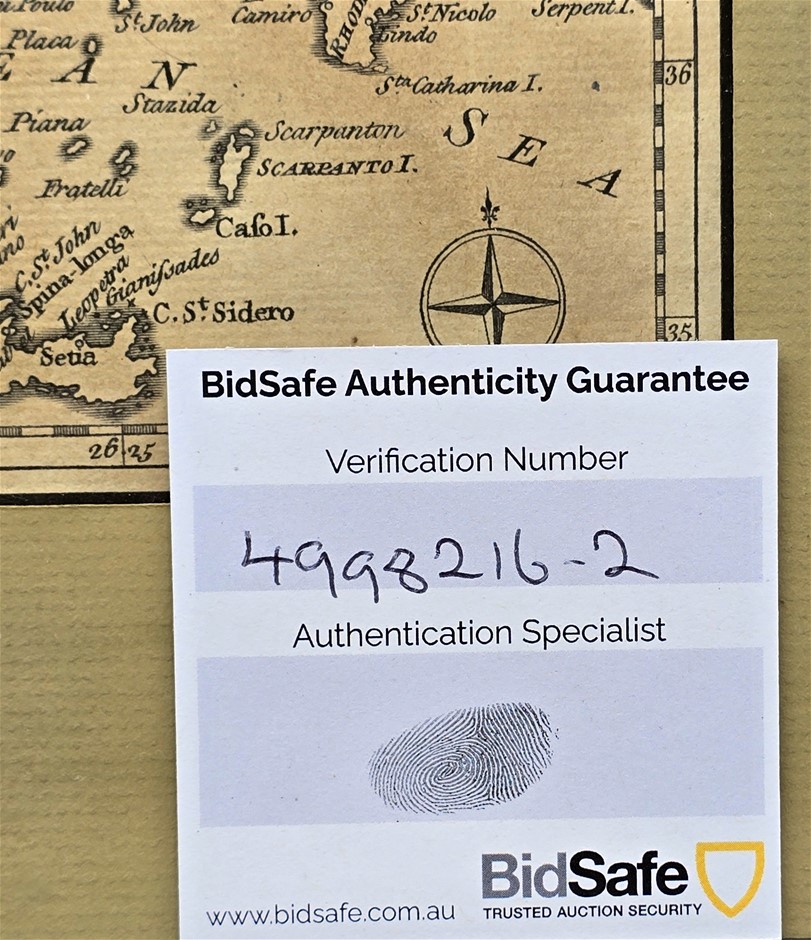 St. John
Camiro
RHOD
St. Nicolo
Serpent I.
Placa
Lindo
E A N
Sta Catharina I.
36
Stazida
Piana
Scarpanton
S E A
SCARPANTO I.
Fratelli
Caſo I.
C. St. John
Spina-longa
Leopetra
Gianiſsades
C. St. Sidero
35
Setia
26 25
BidSafe Authenticity Guarantee
Verification Number
4998216-2
Authentication Specialist
BidSafe
www.bidsafe.com.au
TRUSTED AUCTION SECURITY